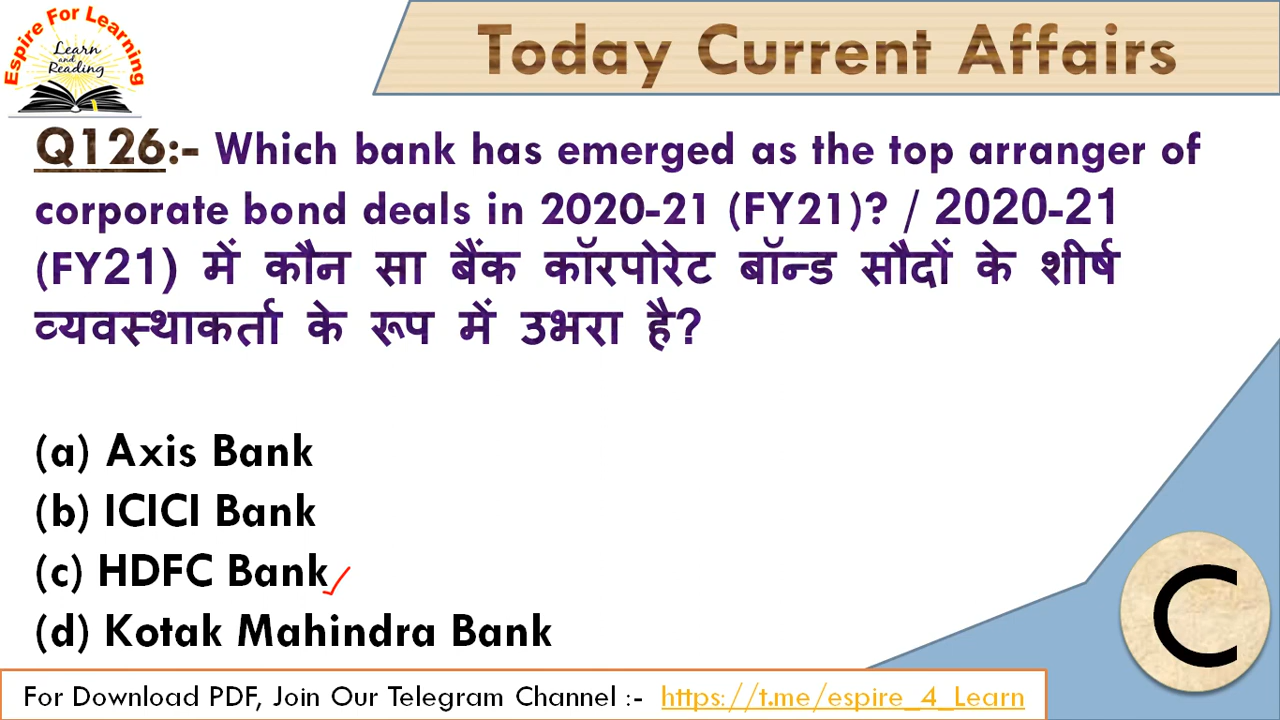 Espire For Learning
Learn
and
Reading
Today Current Affairs
Q126:- Which bank has emerged as the top arranger of
corporate bond deals in 2020-21 (FY21)? / 2020-21
(FY21) में कौन सा बैंक कॉरपोरेट बॉन्ड सौदों के शीर्ष
व्यवस्थाकर्ता के रूप में उभरा है?
(a) Axis Bank
(b) ICICI Bank
(c) HDFC Bank
(d) Kotak Mahindra Bank
C
For Download PDF, Join Our Telegram Channel :- https://t.me/espire_4_Learn